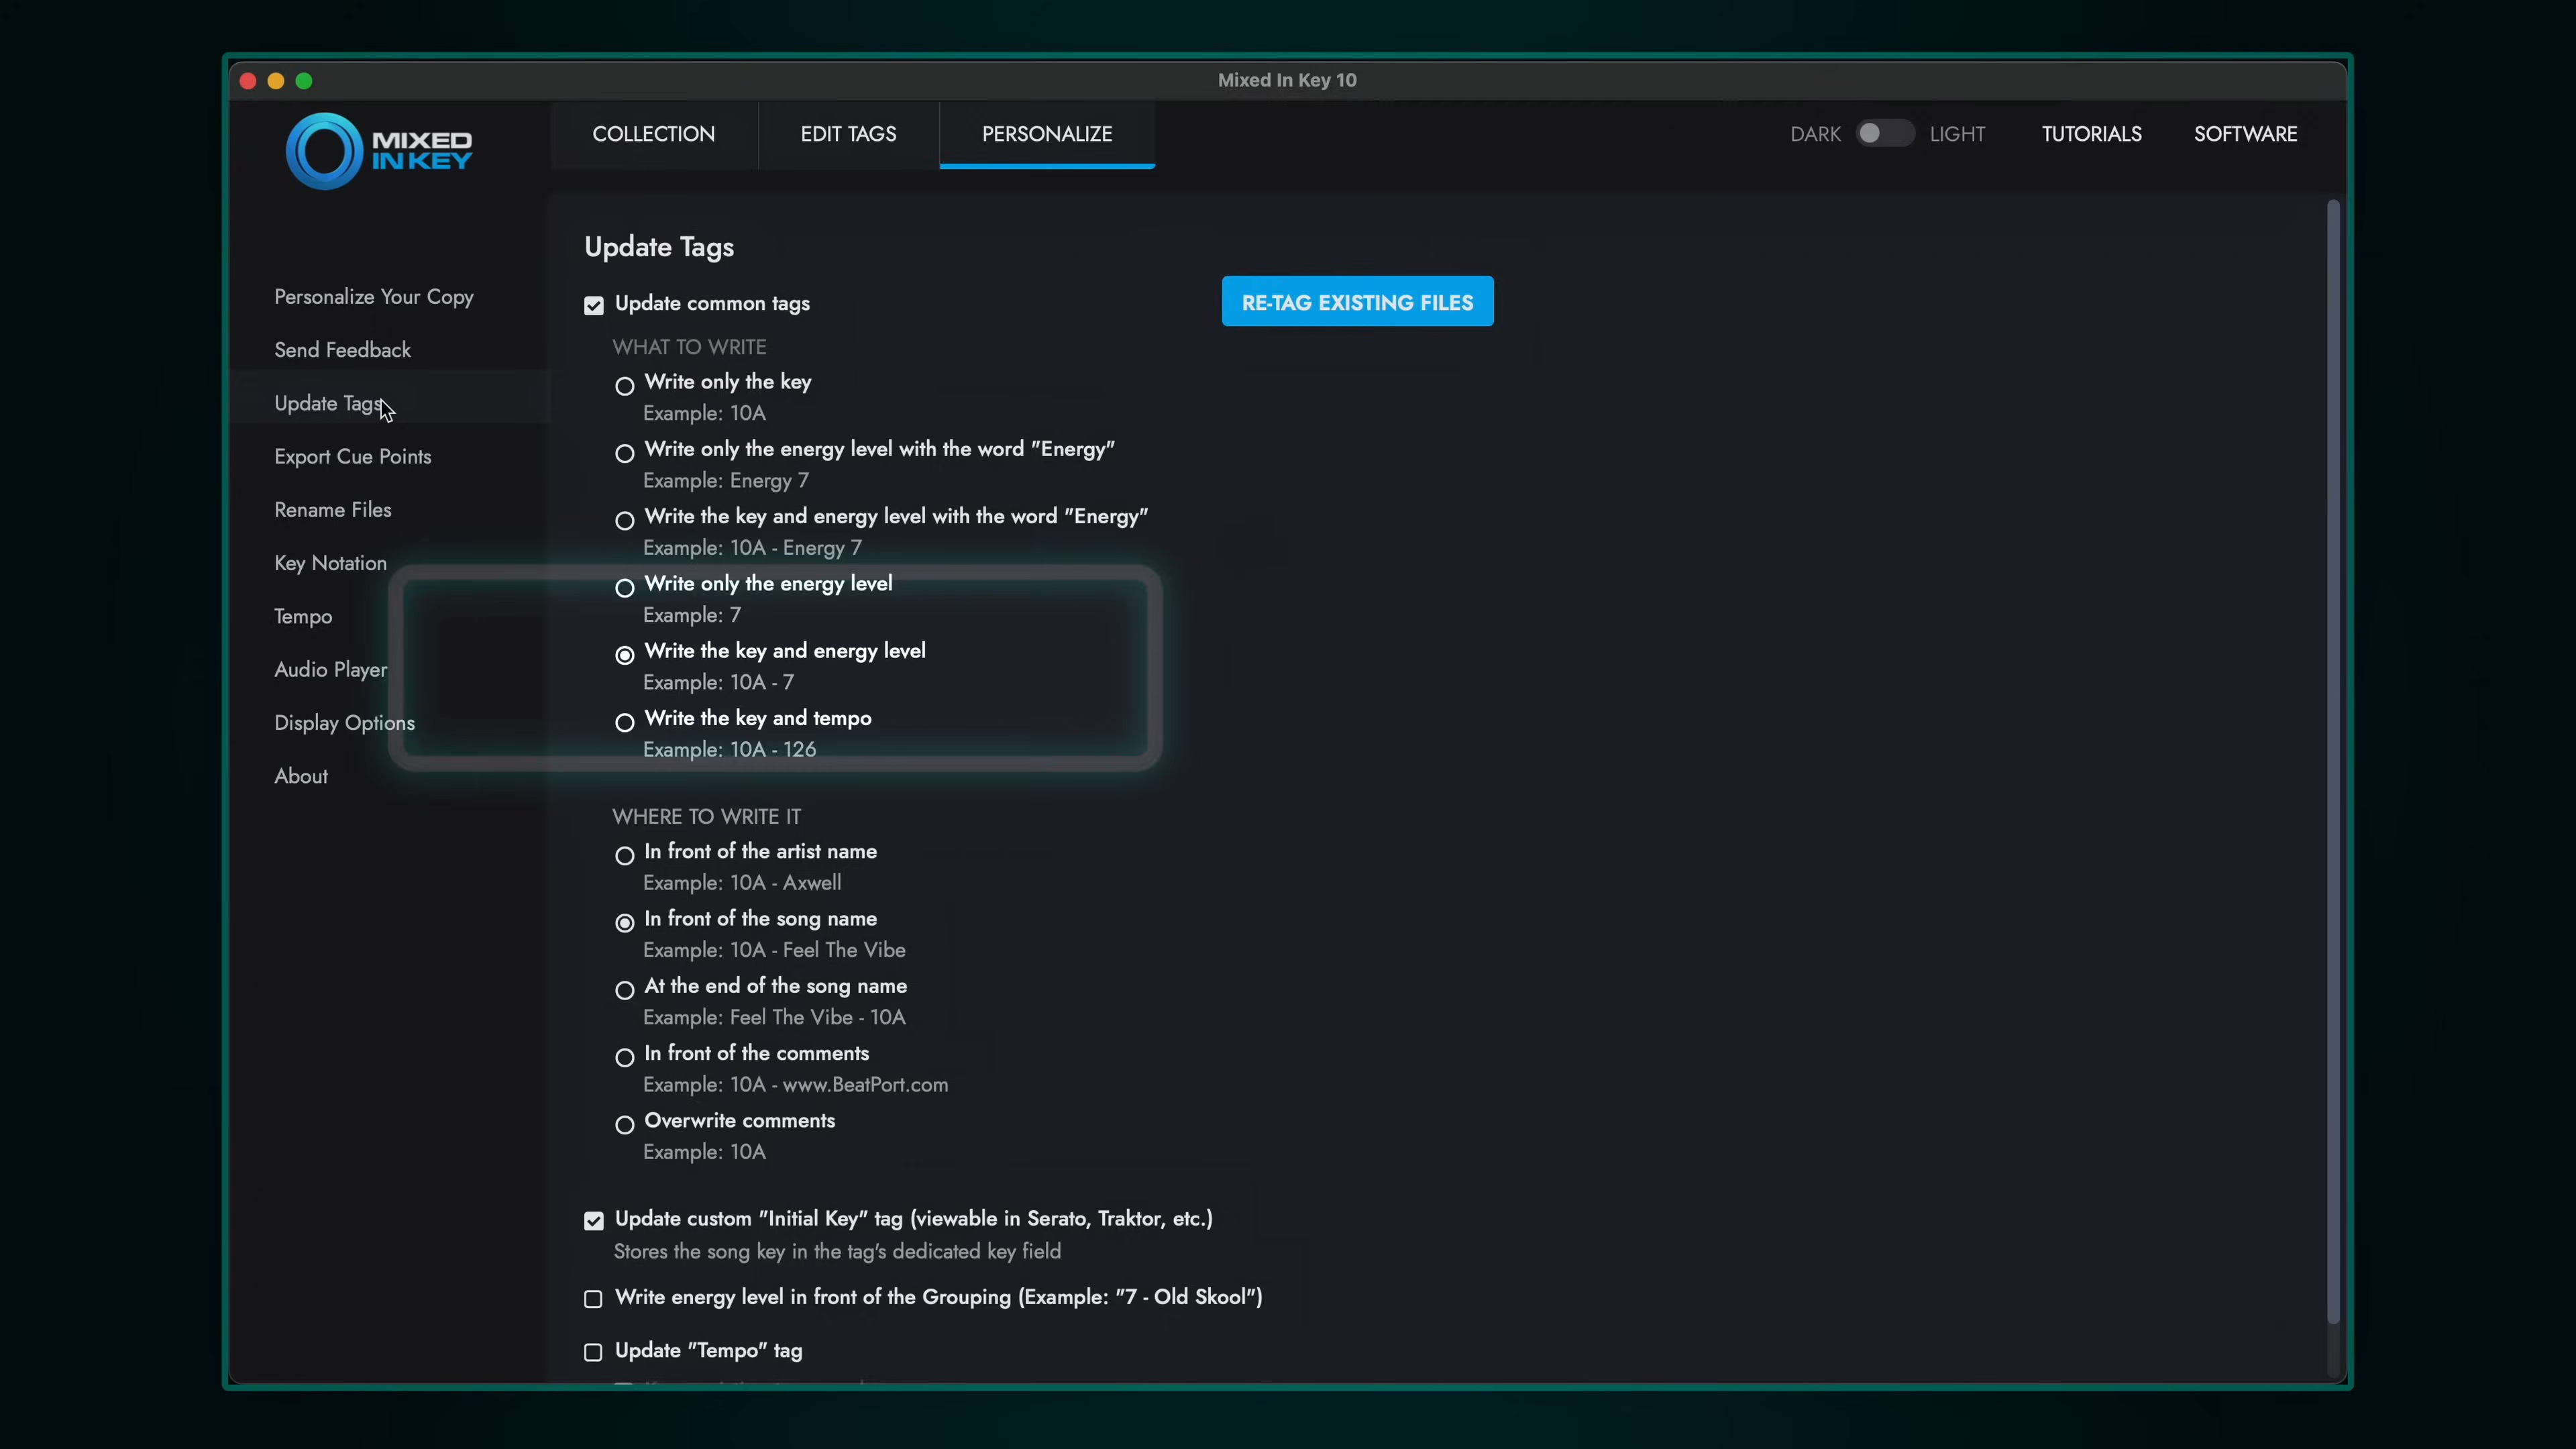 Mixed In Key 10
MIXED
IN KEY
COLLECTION
EDIT TAGS
PERSONALIZE
DARK
LIGHT
TUTORIALS
SOFTWARE
Personalize Your Copy
Send Feedback
Update Tags
Export Cue Points
Rename Files
Key Notation
Tempo
Audio Player
Display Options
About
Update Tags
Update common tags
RE-TAG EXISTING FILES
WHAT TO WRITE
Write only the key
Example: 10A
Write only the energy level with the word "Energy"
Example: Energy 7
Write the key and energy level with the word "Energy"
Example: 10A - Energy 7
Write only the energy level
Example: 7
Write the key and energy level
Example: 10A - 7
Write the key and tempo
Example: 10A - 126
WHERE TO WRITE IT
In front of the artist name
Example: 10A - Axwell
In front of the song name
Example: 10A - Feel The Vibe
At the end of the song name
Example: Feel The Vibe - 10A
In front of the comments
Example: 10A - www.BeatPort.com
Overwrite comments
Example: 10A
Update custom "Initial Key" tag (viewable in Serato, Traktor, etc.)
Stores the song key in the tag's dedicated key field
Write energy level in front of the Grouping (Example: "7 - Old Skool")
Update "Tempo" tag